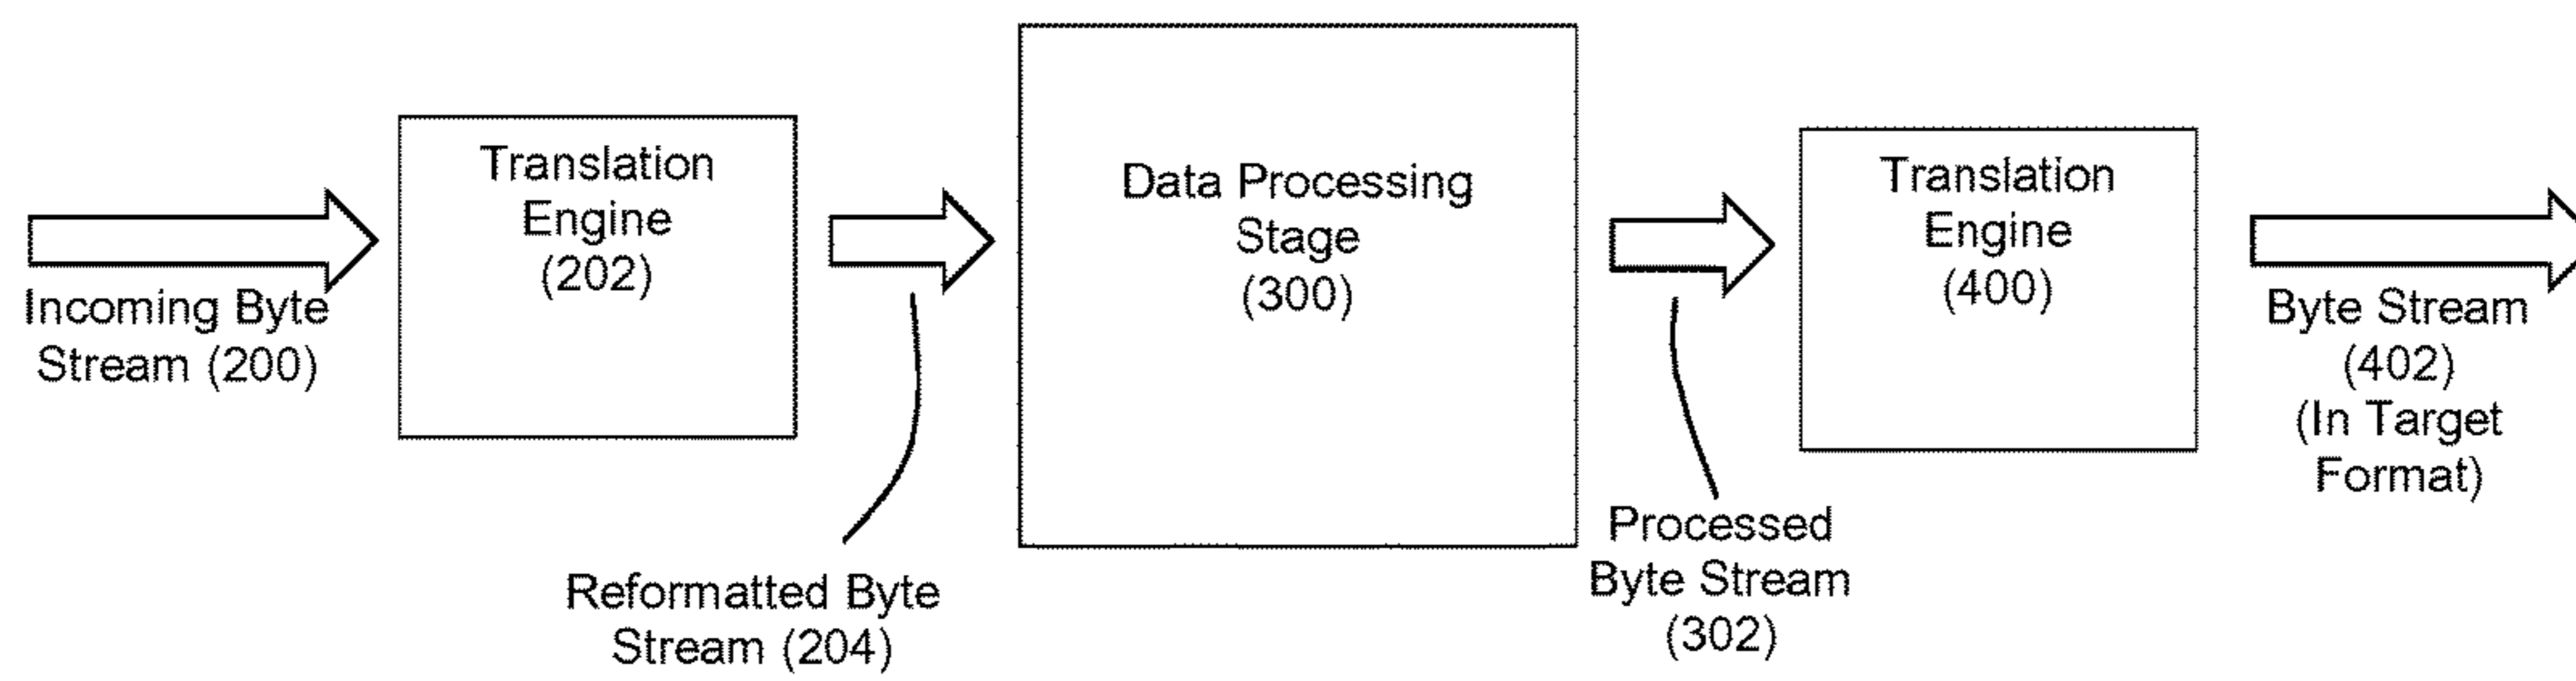 Incoming Byte
Stream (200)
Translation
Engine
(202)
Reformatted Byte
Stream (204)
Data Processing
Stage
(300)
Processed
Byte Stream
(302)
Translation
Engine
(400)
Byte Stream
(402)
(In Target
Format)